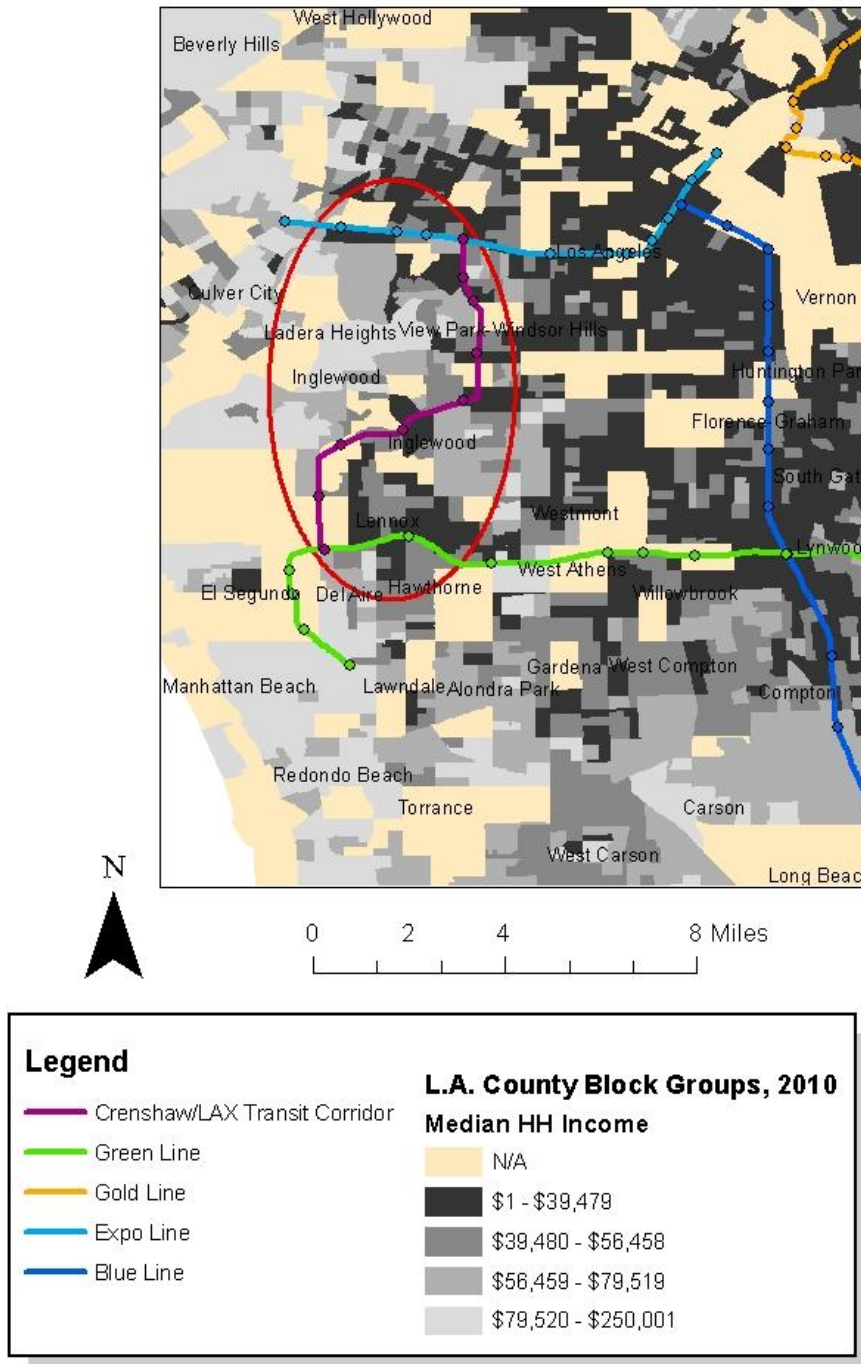 West Hollywood
Beverly Hills
Los Angeles
Culver City
Vernon
Ladera Heights
View Park-Windsor Hills
Inglewood
Huntington Par
Florence-Graham
Inglewood
South Gat
Lennox
Westmont
Lynwoo
West Athens
El Segundo
Del Aire
Hawthorne
Willowbrook
Gardena
West Compton
Manhattan Beach
Lawndale
Alondra Park
Compton
Redondo Beach
Torrance
Carson
West Carson
Long Beac
N
0 2 4 8 Miles
Legend
Crenshaw/LAX Transit Corridor
Green Line
Gold Line
Expo Line
Blue Line
L.A. County Block Groups, 2010
Median HH Income
N/A
$1 - $39,479
$39,480 - $56,458
$56,459 - $79,519
$79,520 - $250,001